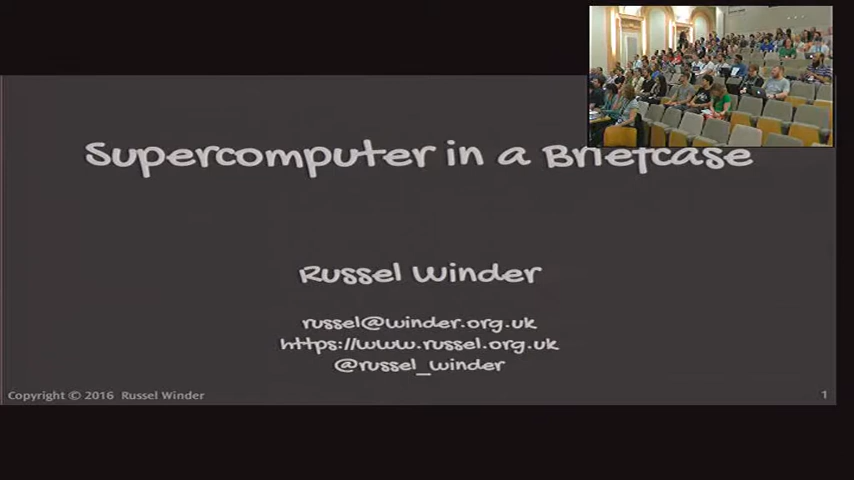 Supercomputer in a Briefcase
Russel Winder
russel@winder.org.uk
https://www.russel.org.uk
@russel_winder
Copyright © 2016 Russel Winder
1